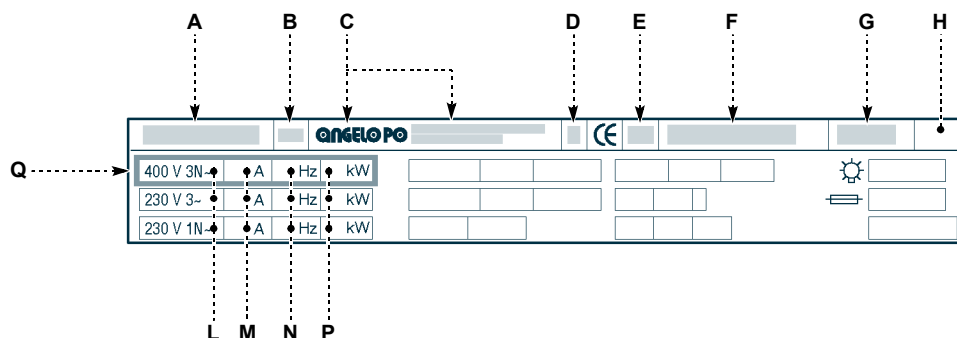 A B C D E F G H
angelo po CE
Q
400 V 3N~ A Hz kW
230 V 3~ A Hz kW
230 V 1N~ A Hz kW
L M N P